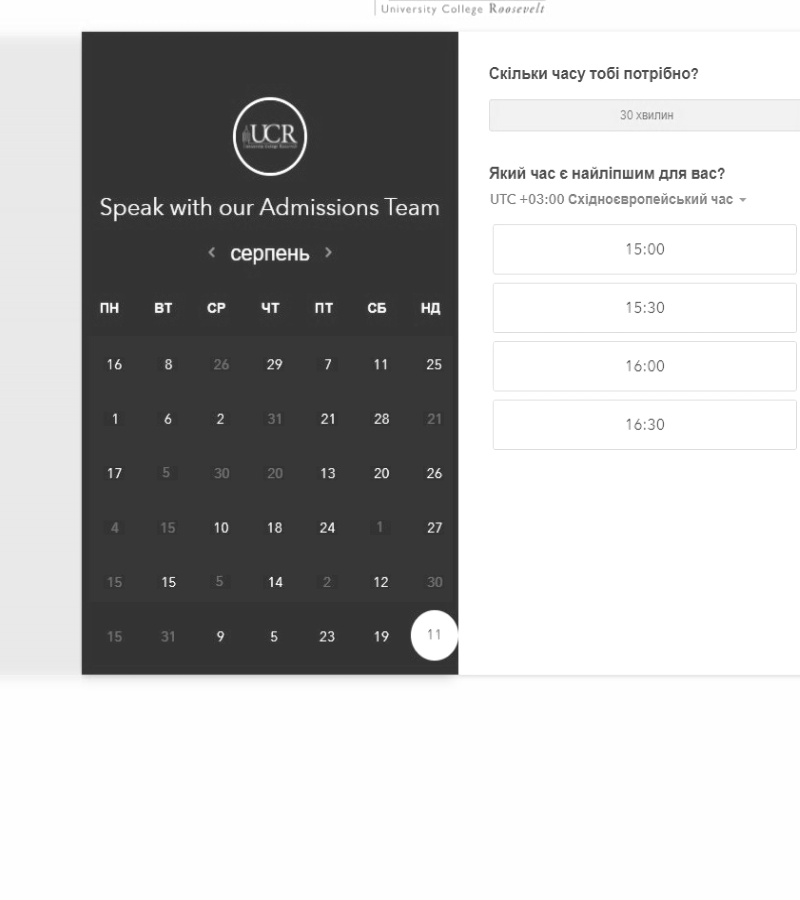 University College Roosevelt
UCR
Speak with our Admissions Team
‹ серпень ›
ПН ВТ СР ЧТ ПТ СБ НД
16 8 26 29 7 11 25
1 6 2 31 21 28 21
17 5 30 20 13 20 26
4 15 10 18 24 1 27
15 15 5 14 2 12 30
15 31 9 5 23 19 11
Скільки часу тобі потрібно?
30 хвилин
Який час є найліпшим для вас?
UTC +03:00 Східноєвропейський час
15:00
15:30
16:00
16:30